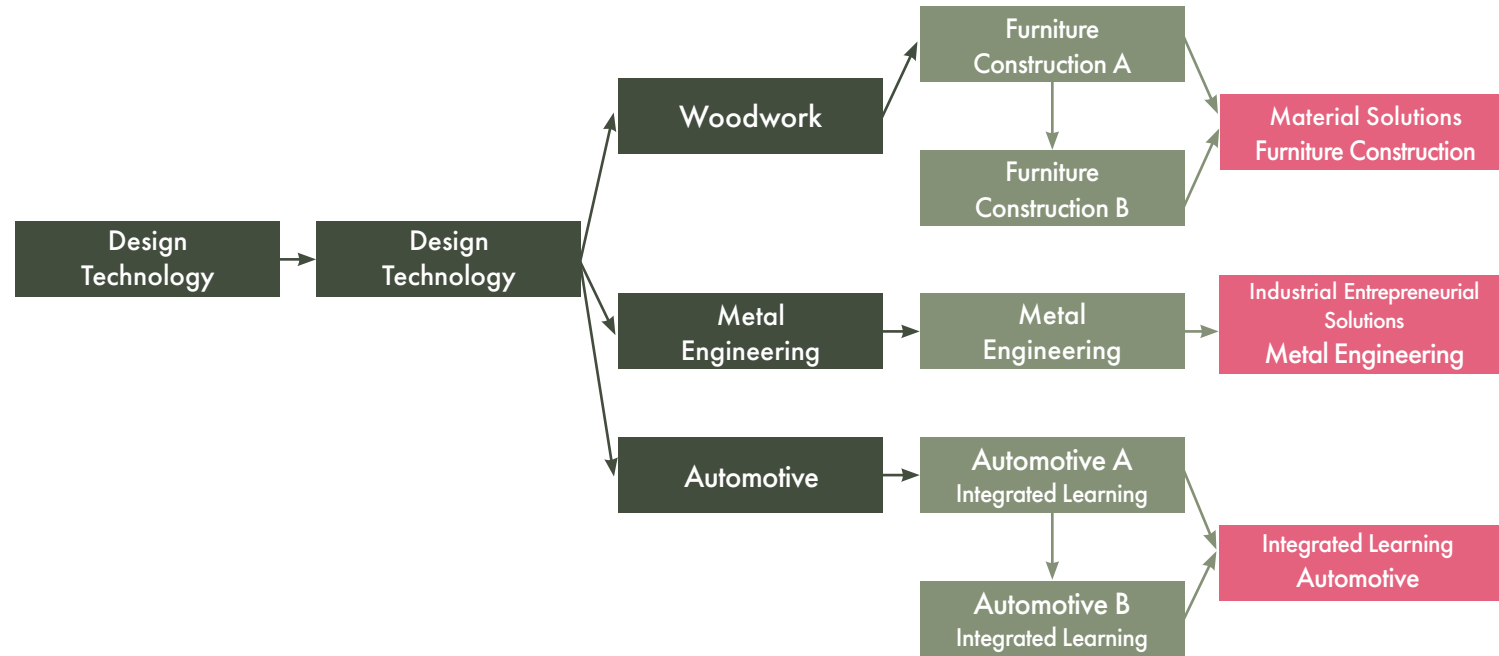 Design
Technology
Design
Technology
Woodwork
Furniture
Construction A
Furniture
Construction B
Material Solutions
Furniture Construction
Metal
Engineering
Metal
Engineering
Industrial Entrepreneurial
Solutions
Metal Engineering
Automotive
Automotive A
Integrated Learning
Automotive B
Integrated Learning
Integrated Learning
Automotive